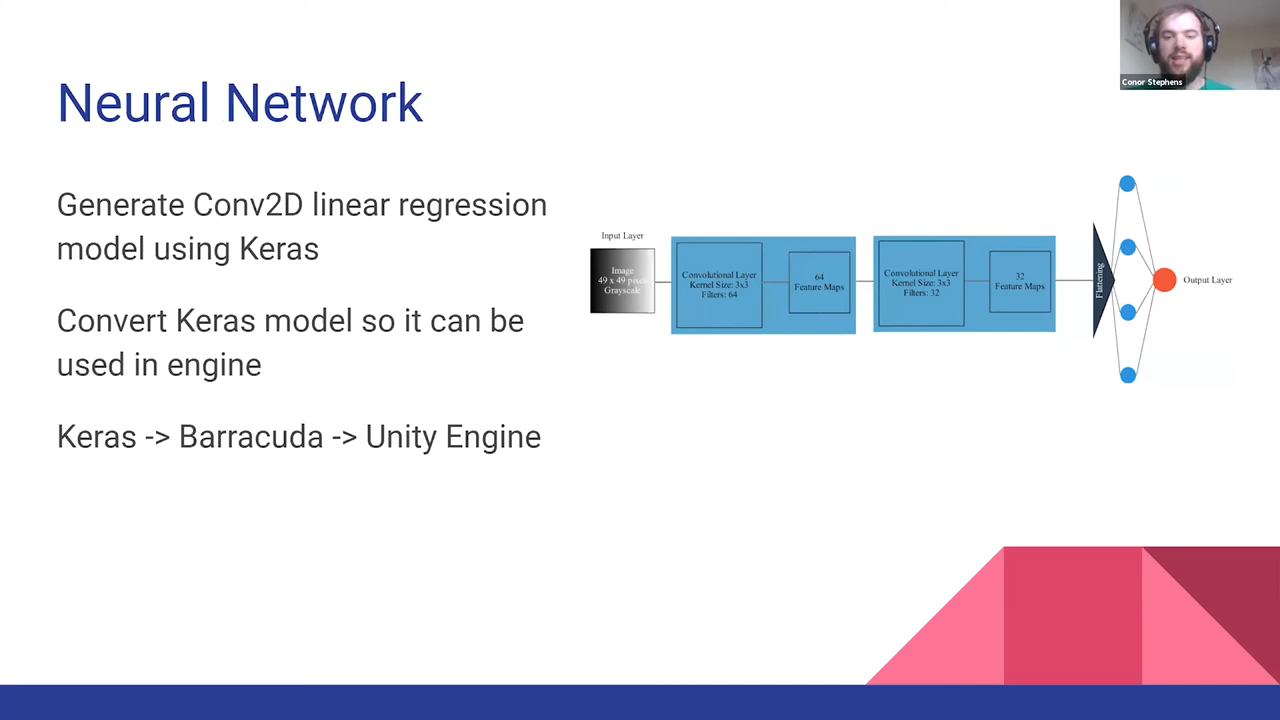 Conor Stephens
Neural Network
Generate Conv2D linear regression
model using Keras
Convert Keras model so it can be
used in engine
Keras -> Barracuda -> Unity Engine
Input Layer
Image
49 x 49 pixels
Grayscale
Convolutional Layer
Kernel Size: 3x3
Filters: 64
64
Feature Maps
Convolutional Layer
Kernel Size: 3x3
Filters: 32
32
Feature Maps
Flattening
Output Layer